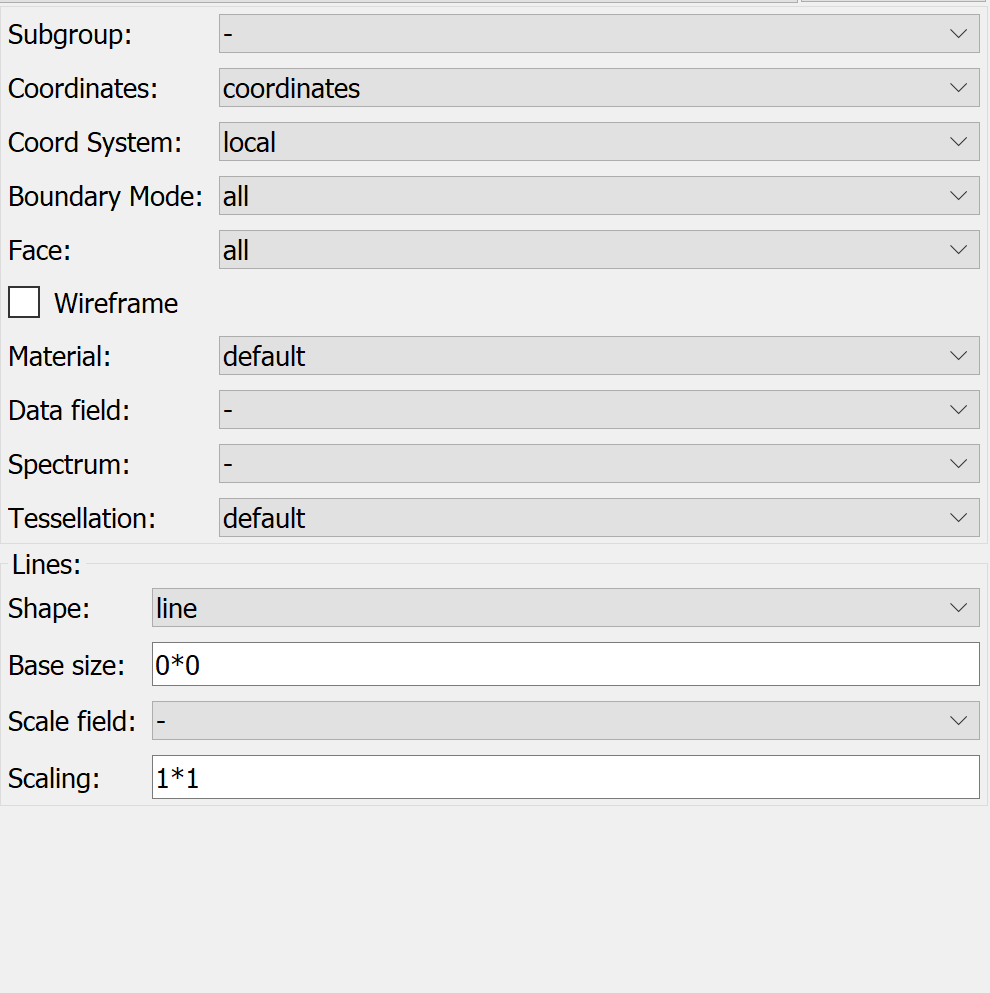 Subgroup: -
Coordinates: coordinates
Coord System: local
Boundary Mode: all
Face: all
Wireframe
Material: default
Data field: -
Spectrum: -
Tessellation: default
Lines:
Shape: line
Base size: 0*0
Scale field: -
Scaling: 1*1